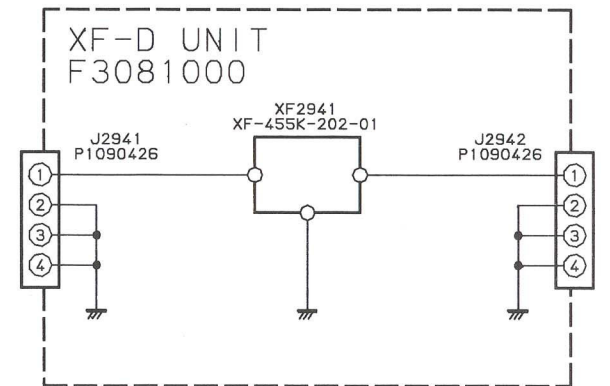 XF-D UNIT
F3081000
XF2941
XF-455K-202-01
J2941
P1090426
J2942
P1090426
1
2
3
4
1
2
3
4